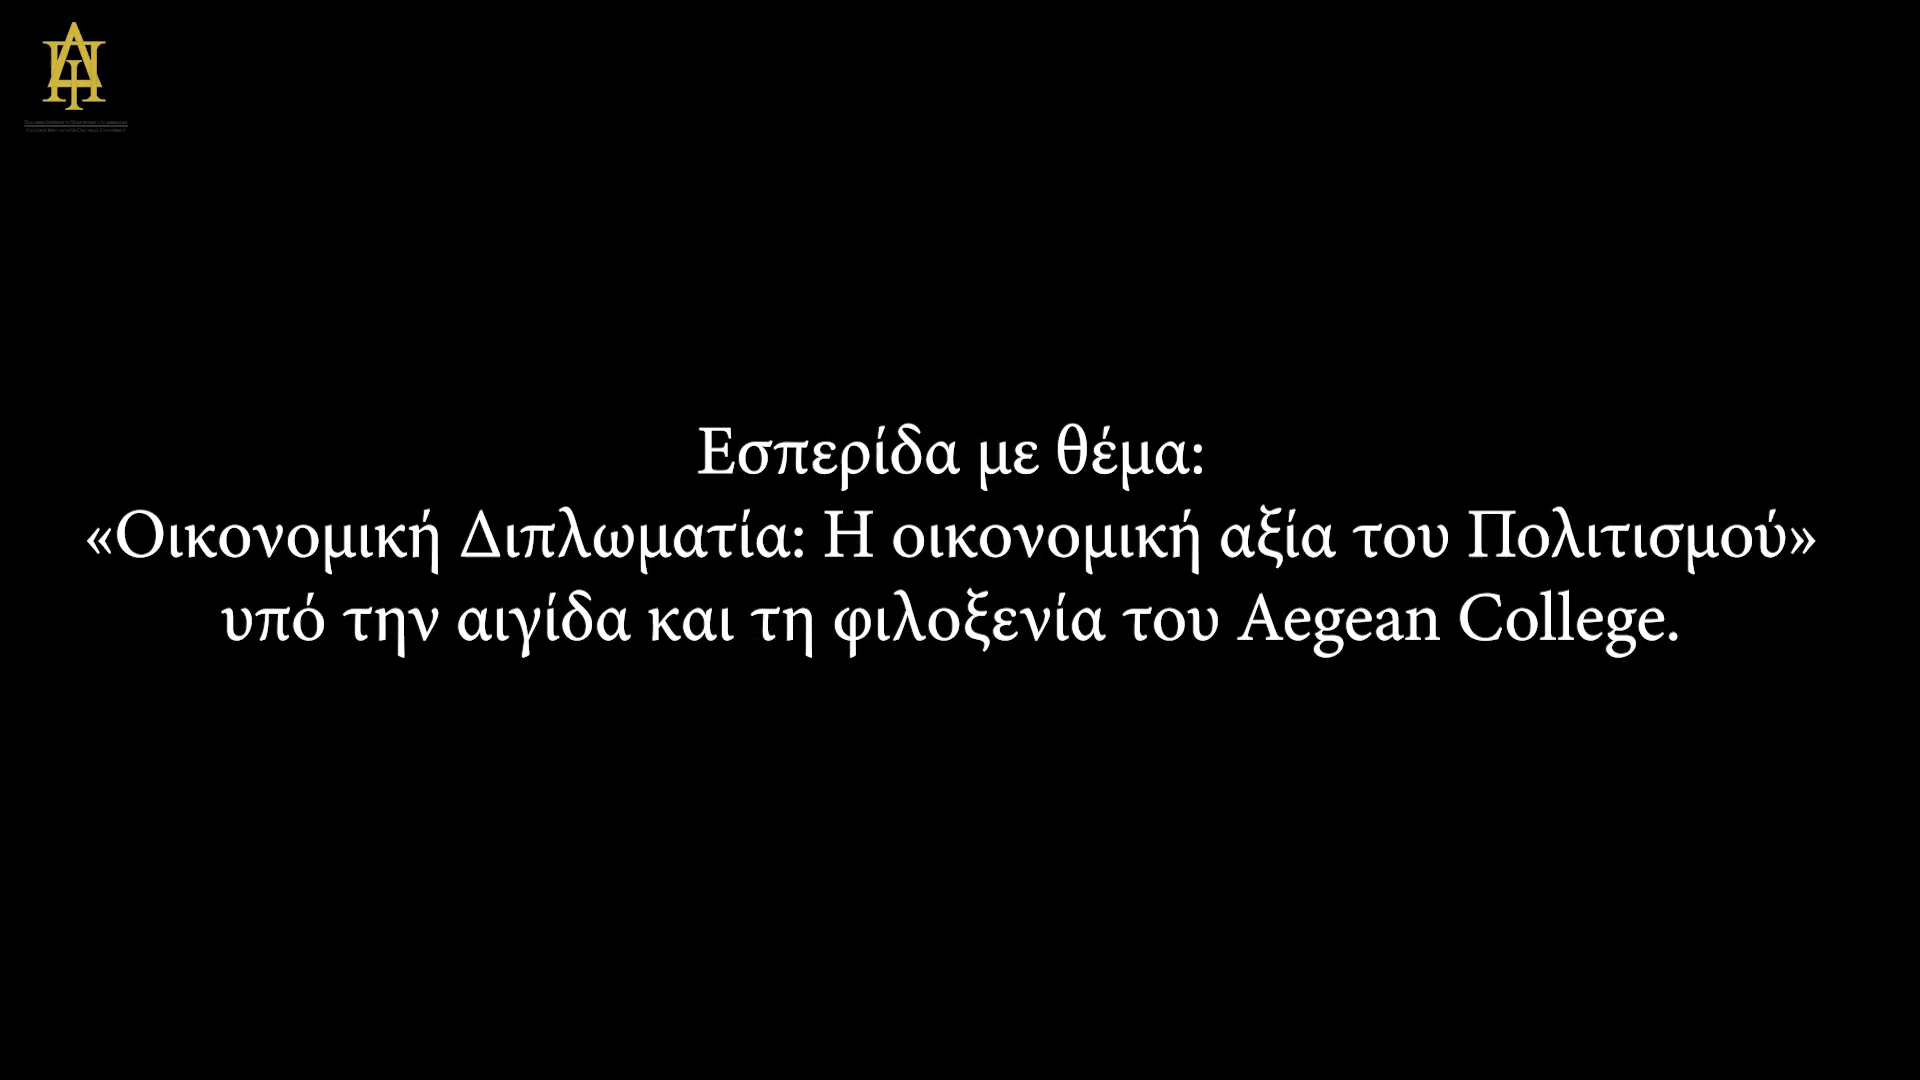 Εσπερίδα με θέμα:
«Οικονομική Διπλωματία: Η οικονομική αξία του Πολιτισμού»
υπό την αιγίδα και τη φιλοξενία του Aegean College.